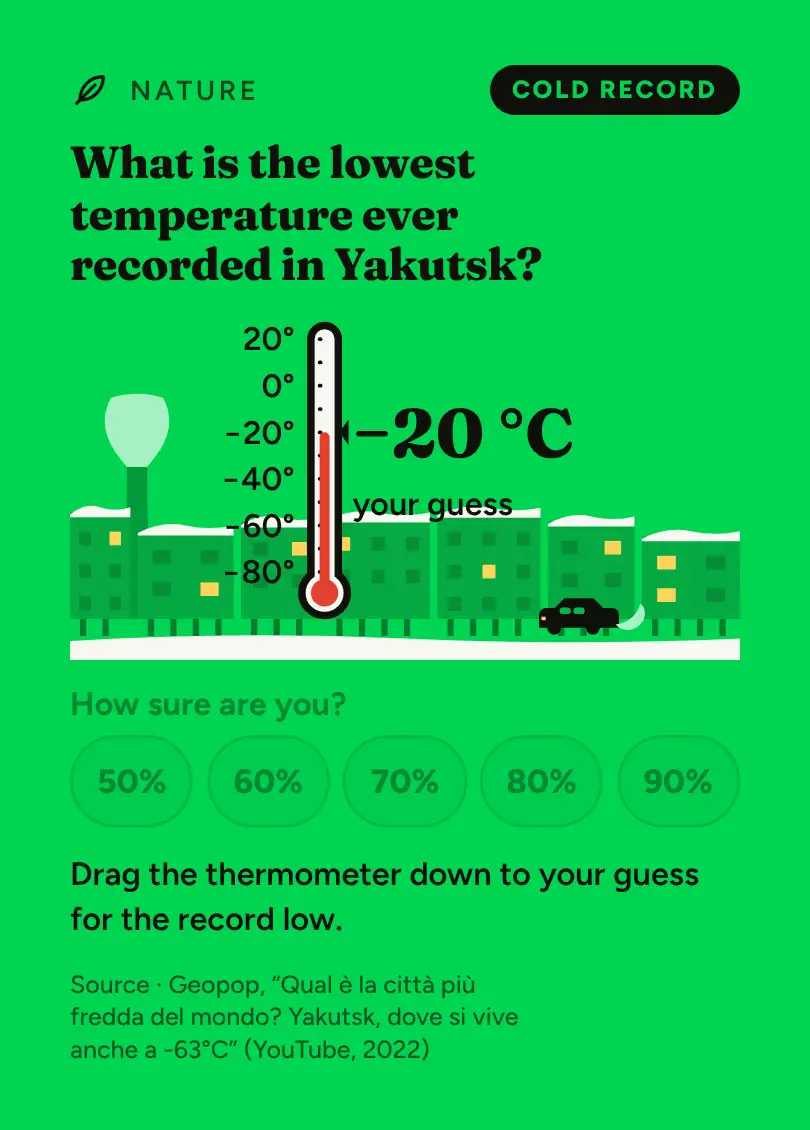 NATURE
COLD RECORD
What is the lowest
temperature ever
recorded in Yakutsk?
20°
0°
−20°
−20 °C
−40°
your guess
−60°
−80°
How sure are you?
50% 60% 70% 80% 90%
Drag the thermometer down to your guess
for the record low.
Source · Geopop, “Qual è la città più
fredda del mondo? Yakutsk, dove si vive
anche a -63°C” (YouTube, 2022)